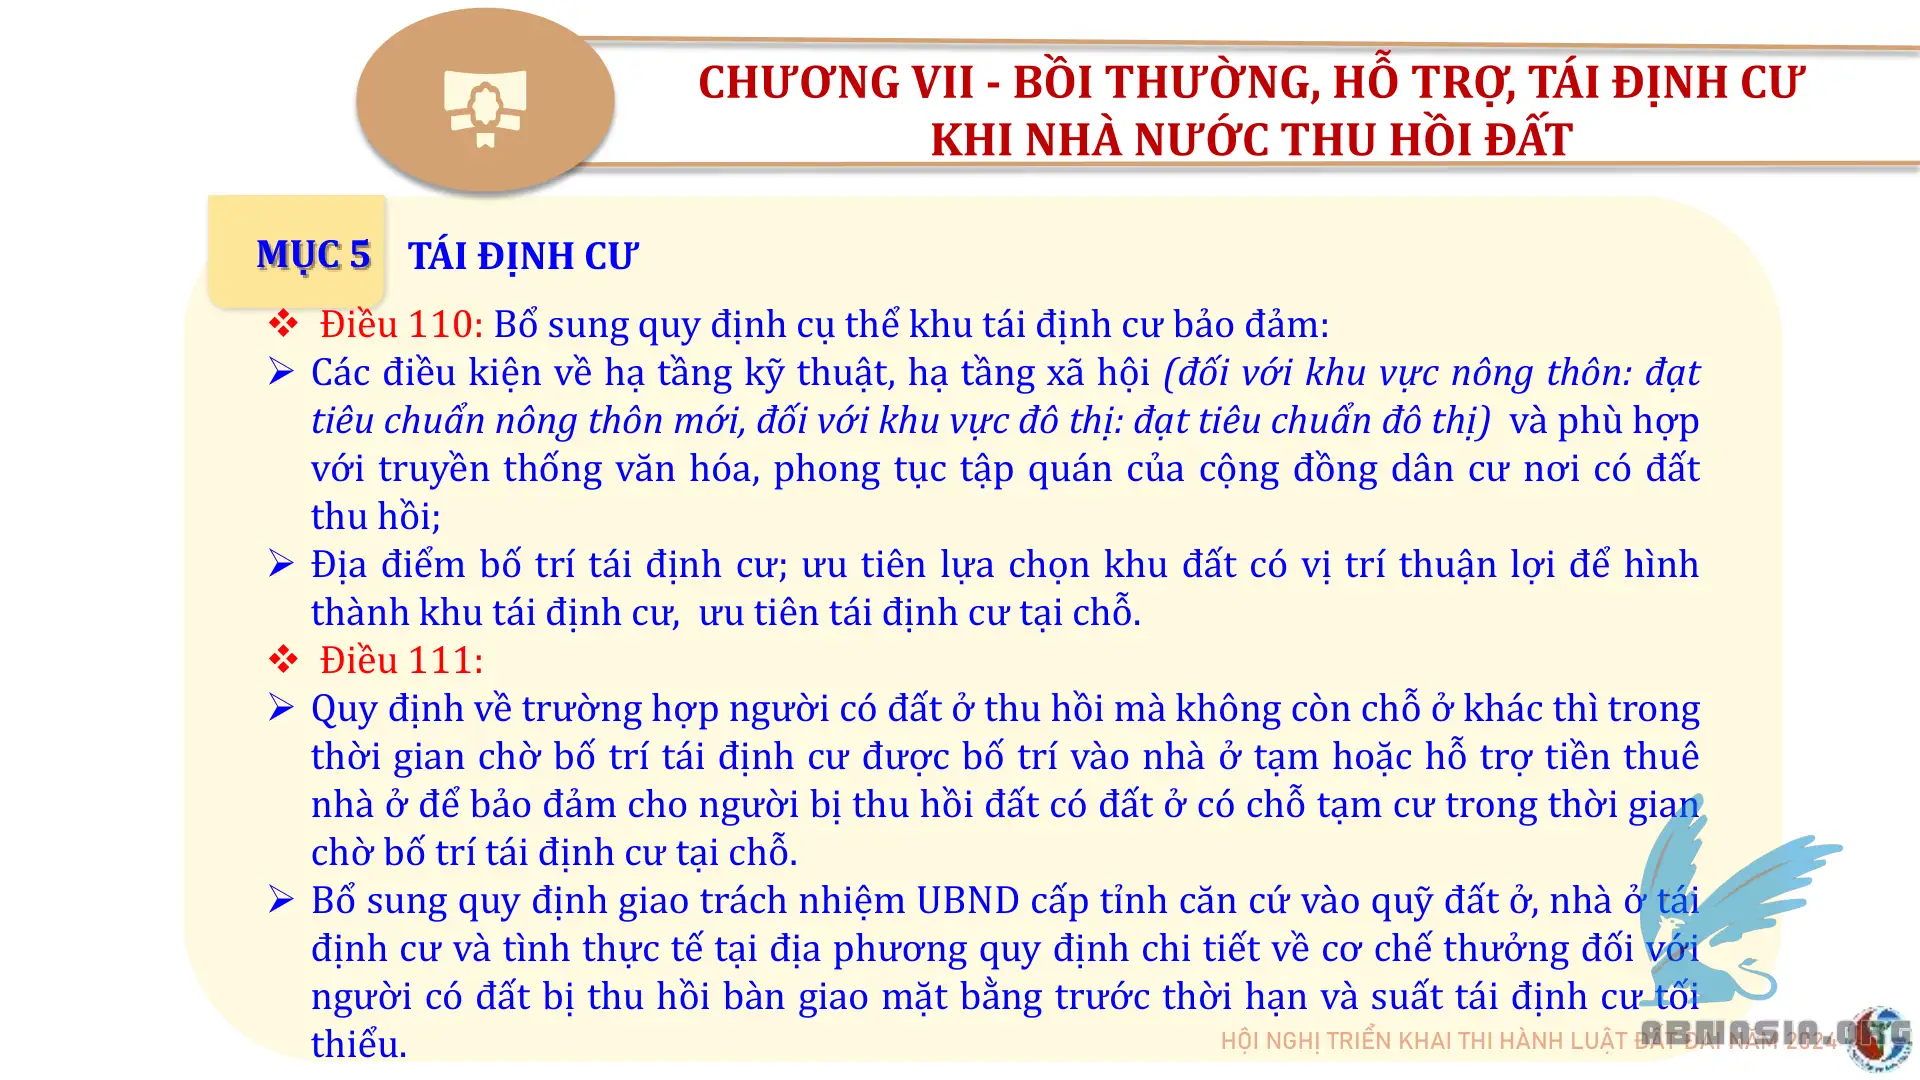 CHƯƠNG VII - BỒI THƯỜNG, HỖ TRỢ, TÁI ĐỊNH CƯ
KHI NHÀ NƯỚC THU HỒI ĐẤT
MỤC 5 TÁI ĐỊNH CƯ
❖ Điều 110: Bổ sung quy định cụ thể khu tái định cư bảo đảm:
➢ Các điều kiện về hạ tầng kỹ thuật, hạ tầng xã hội (đối với khu vực nông thôn: đạt
tiêu chuẩn nông thôn mới, đối với khu vực đô thị: đạt tiêu chuẩn đô thị) và phù hợp
với truyền thống văn hóa, phong tục tập quán của cộng đồng dân cư nơi có đất
thu hồi;
➢ Địa điểm bố trí tái định cư; ưu tiên lựa chọn khu đất có vị trí thuận lợi để hình
thành khu tái định cư, ưu tiên tái định cư tại chỗ.
❖ Điều 111:
➢ Quy định về trường hợp người có đất ở thu hồi mà không còn chỗ ở khác thì trong
thời gian chờ bố trí tái định cư được bố trí vào nhà ở tạm hoặc hỗ trợ tiền thuê
nhà ở để bảo đảm cho người bị thu hồi đất có đất ở có chỗ tạm cư trong thời gian
chờ bố trí tái định cư tại chỗ.
➢ Bổ sung quy định giao trách nhiệm UBND cấp tỉnh căn cứ vào quỹ đất ở, nhà ở tái
định cư và tình thực tế tại địa phương quy định chi tiết về cơ chế thưởng đối với
người có đất bị thu hồi bàn giao mặt bằng trước thời hạn và suất tái định cư tối
thiểu.
HỘI NGHỊ TRIỂN KHAI THI HÀNH LUẬT ĐẤT ĐAI NĂM 2024
ABMASIA.ORG